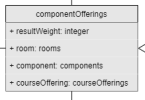 componentOfferings
+ resultWeight: integer
+ room: rooms
+ component: components
+ courseOffering: courseOfferings